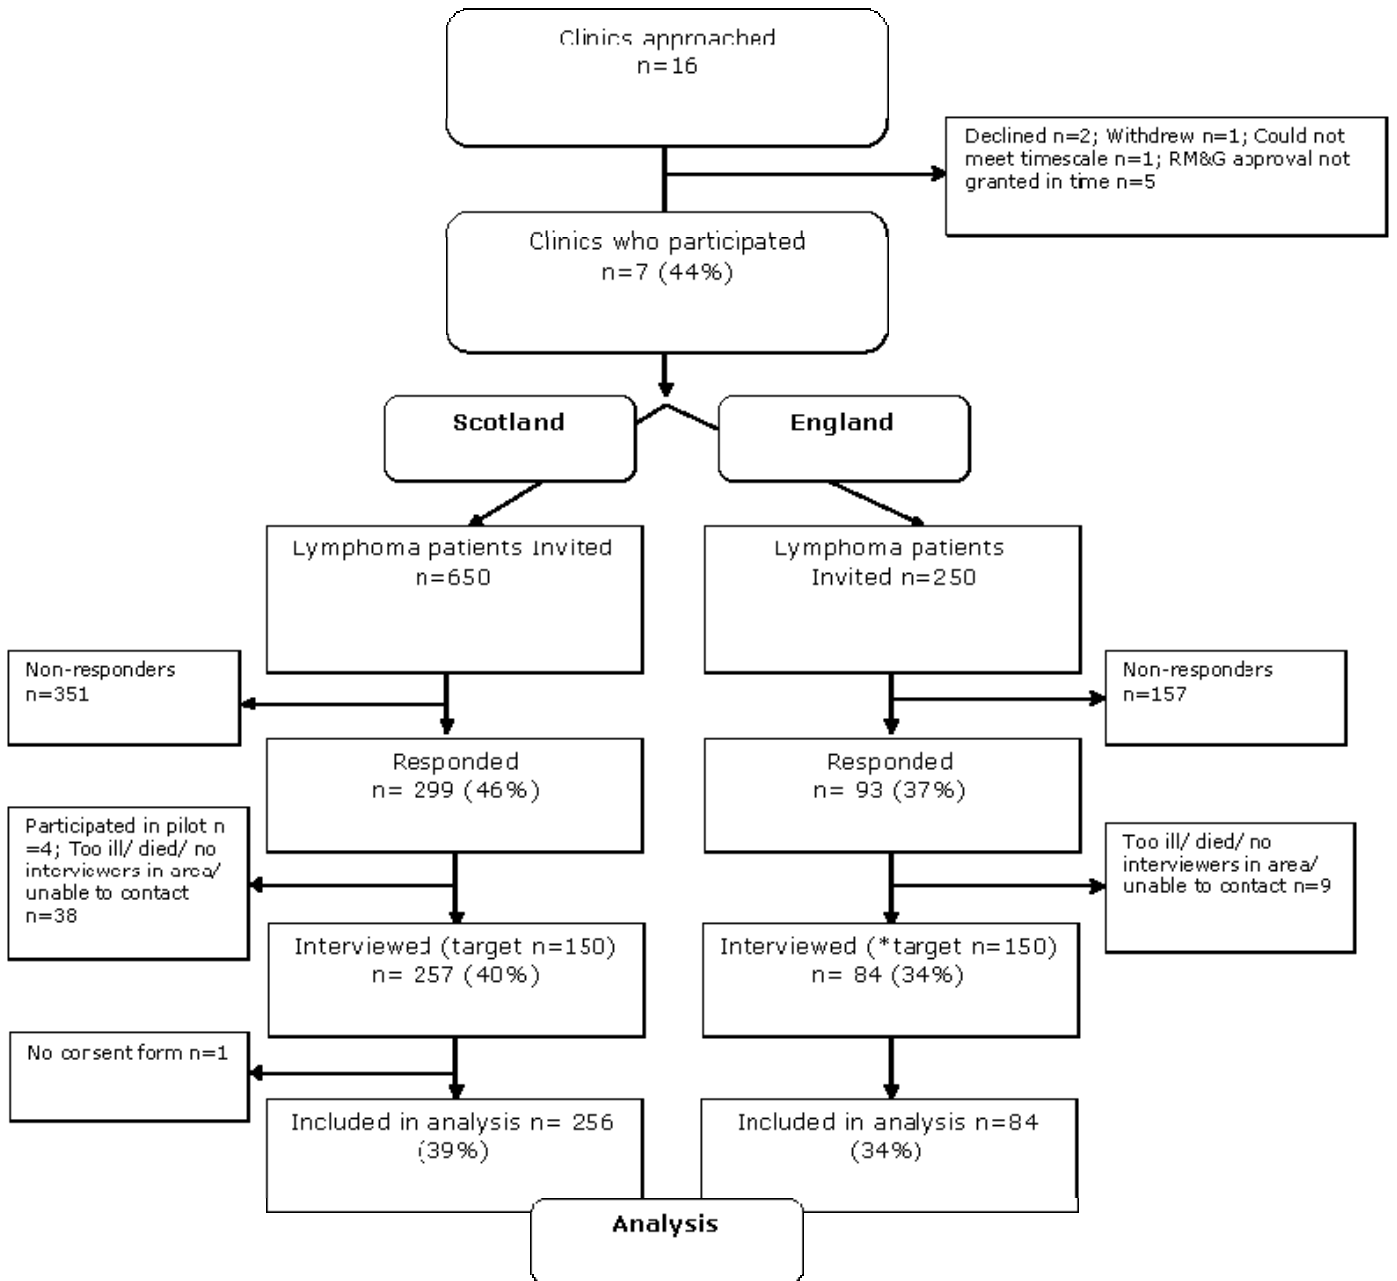 Clinics approached
n=16
Declined n=2; Withdrew n=1; Could not
meet timescale n=1; RM&G approval not
granted in time n=5
Clinics who participated
n=7 (44%)
Scotland
England
Lymphoma patients Invited
n=650
Lymphoma patients
Invited n=250
Non-responders
n=351
Non-responders
n=157
Responded
n= 299 (46%)
Responded
n= 93 (37%)
Participated in pilot n
=4; Too ill/ died/ no
interviewers in area/
unable to contact
n=38
Too ill/ died/ no
interviewers in area/
unable to contact n=9
Interviewed (target n=150)
n= 257 (40%)
Interviewed (*target n=150)
n= 84 (34%)
No consent form n=1
Included in analysis n= 256
(39%)
Included in analysis n=84
(34%)
Analysis